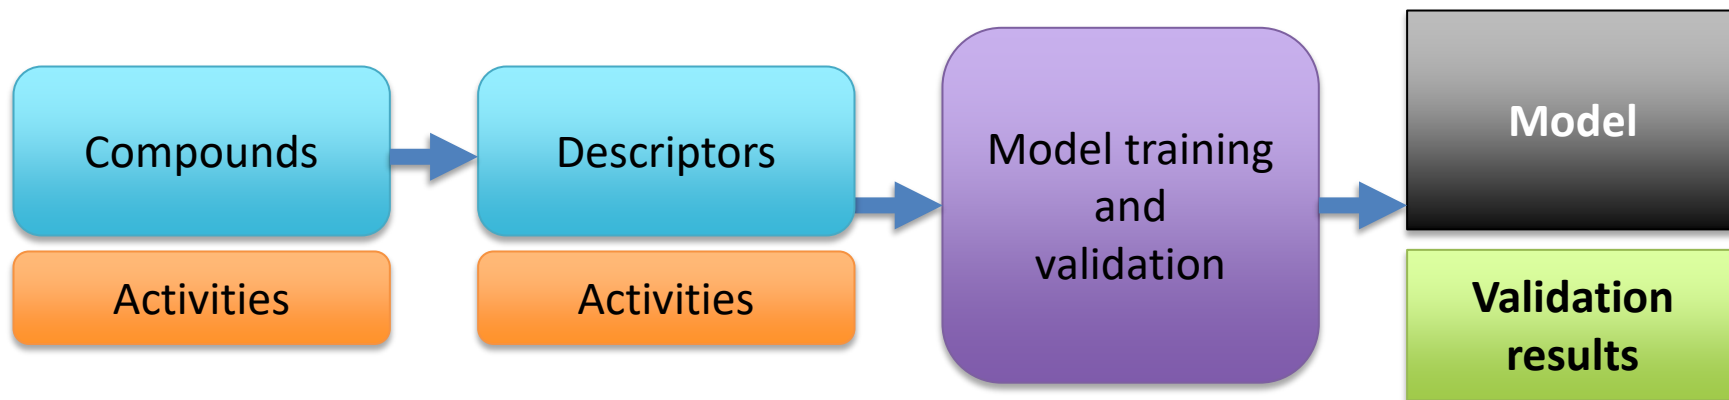 Compounds
Activities
Descriptors
Activities
Model training
and
validation
Model
Validation
results